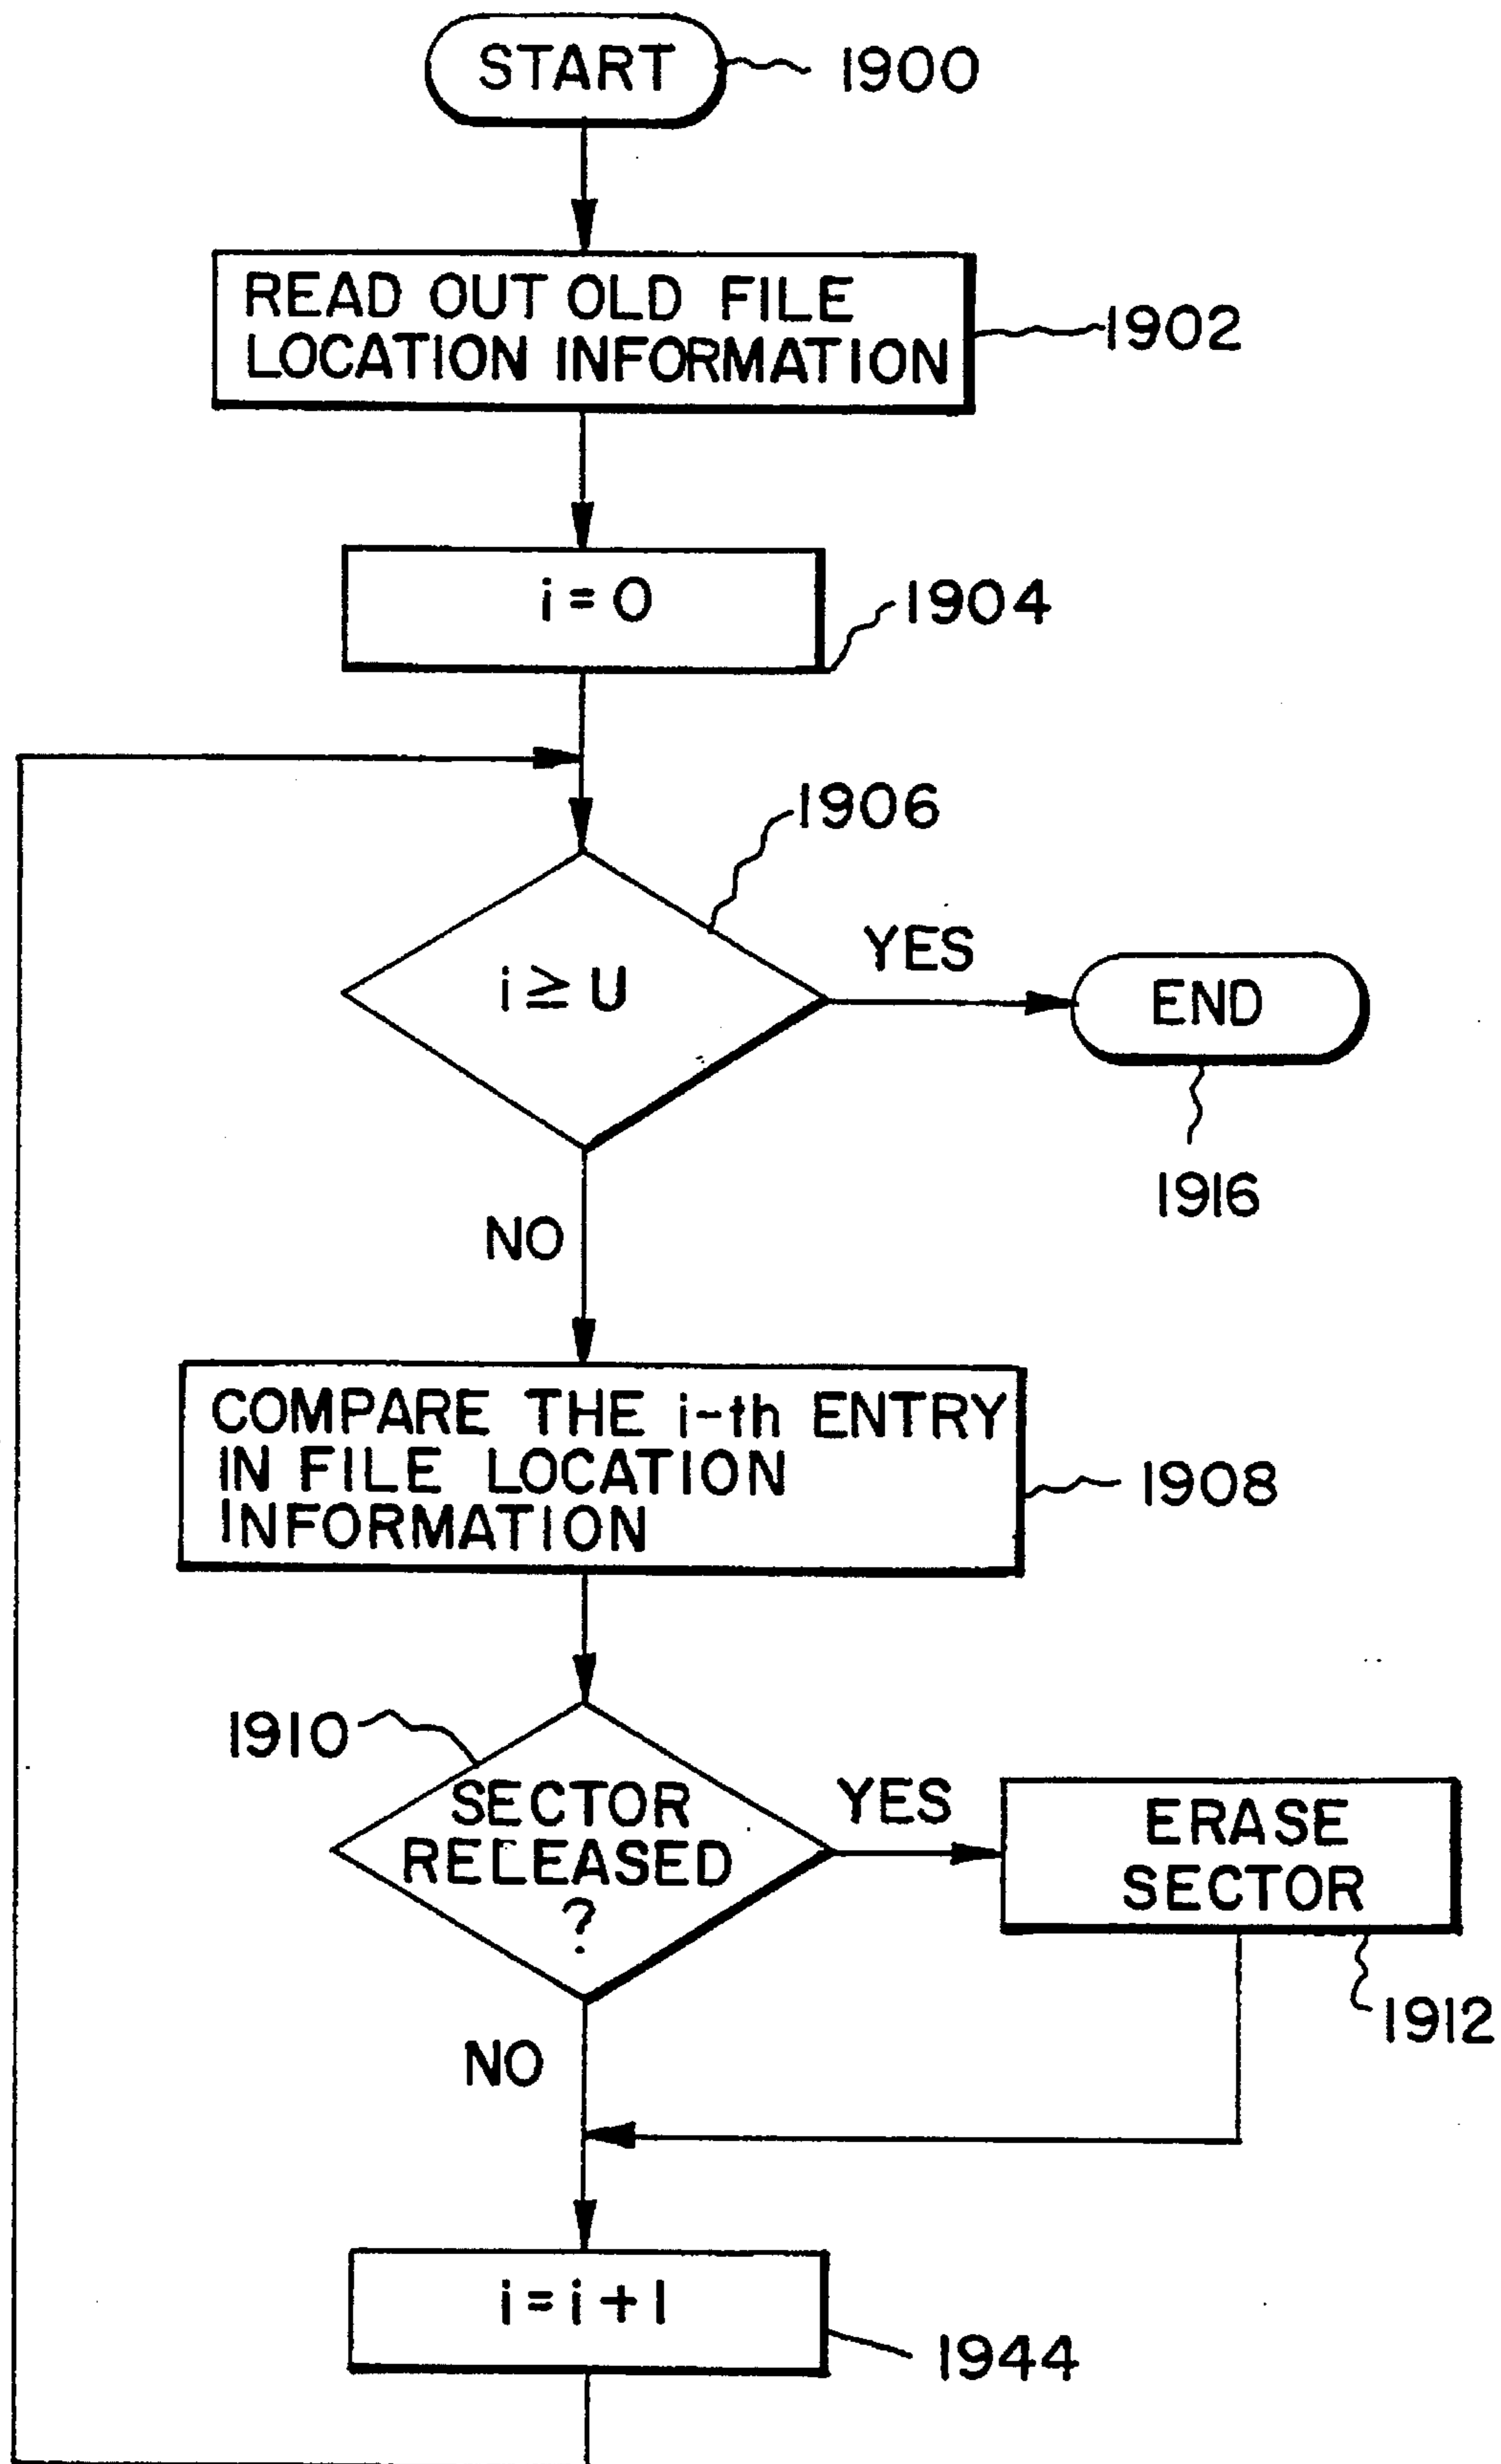 START
1900
READ OUT OLD FILE
LOCATION INFORMATION
1902
i = 0
1904
1906
i ≧ U
YES
END
1916
NO
COMPARE THE i-th ENTRY
IN FILE LOCATION
INFORMATION
1908
1910
SECTOR
RELEASED
?
YES
ERASE
SECTOR
1912
NO
i = i + 1
1944